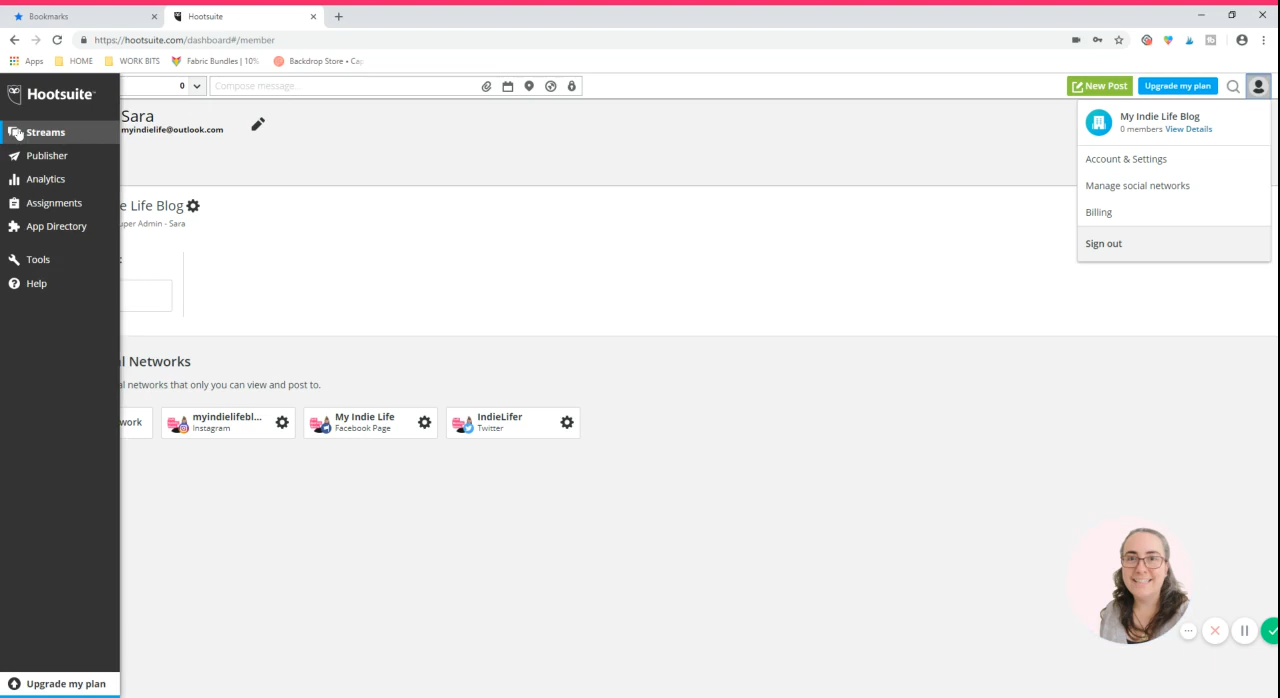 Bookmarks
Hootsuite
https://hootsuite.com/dashboard#/member
Apps
HOME
WORK BITS
Fabric Bundles | 10%
Backdrop Store • Ca
Hootsuite
0
Compose message...
New Post
Upgrade my plan
Streams
Publisher
Analytics
Assignments
App Directory
Tools
Help
Upgrade my plan
Sara
myindielife@outlook.com
e Life Blog
uper Admin - Sara
l Networks
al networks that only you can view and post to.
work
myindielifebl...
Instagram
My Indie Life
Facebook Page
IndieLifer
Twitter
My Indie Life Blog
0 members View Details
Account & Settings
Manage social networks
Billing
Sign out